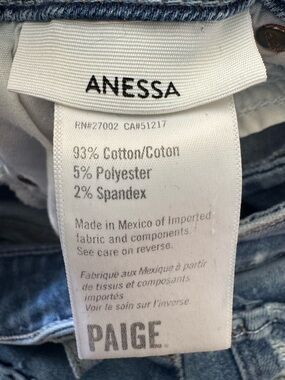 ANESSA
RN#27002 CA#51217
93% Cotton/Coton
5% Polyester
2% Spandex
Made in Mexico of Imported
fabric and components.
See care on reverse.
Fabriqué aux Mexique à partir
de tissus et composants
importés
Voir le soin sur l'inverse.
PAIGE